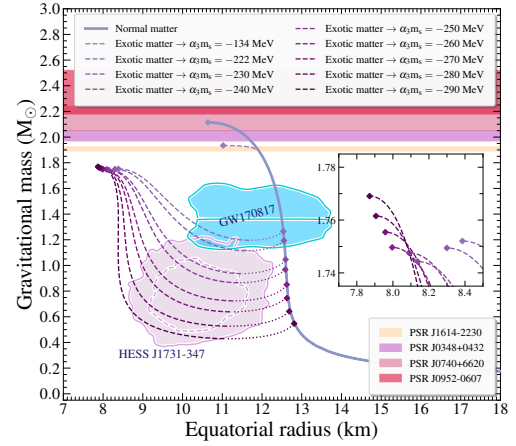 3.0
2.8
2.6
2.4
2.2
2.0
1.8
1.6
1.4
1.2
1.0
0.8
0.6
0.4
0.2
0.0
Gravitational mass (M⊙)
Normal matter
Exotic matter → α₃mₛ = −134 MeV
Exotic matter → α₃mₛ = −222 MeV
Exotic matter → α₃mₛ = −230 MeV
Exotic matter → α₃mₛ = −240 MeV
Exotic matter → α₃mₛ = −250 MeV
Exotic matter → α₃mₛ = −260 MeV
Exotic matter → α₃mₛ = −270 MeV
Exotic matter → α₃mₛ = −280 MeV
Exotic matter → α₃mₛ = −290 MeV
GW170817
HESS J1731-347
1.78
1.76
1.74
7.8 8.0 8.2 8.4
PSR J1614-2230
PSR J0348+0432
PSR J0740+6620
PSR J0952-0607
7 8 9 10 11 12 13 14 15 16 17 18
Equatorial radius (km)